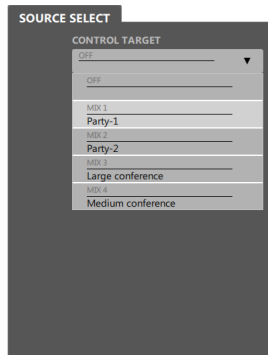 SOURCE SELECT
CONTROL TARGET
OFF
OFF
MIX 1
Party-1
MIX 2
Party-2
MIX 3
Large conference
MIX 4
Medium conference